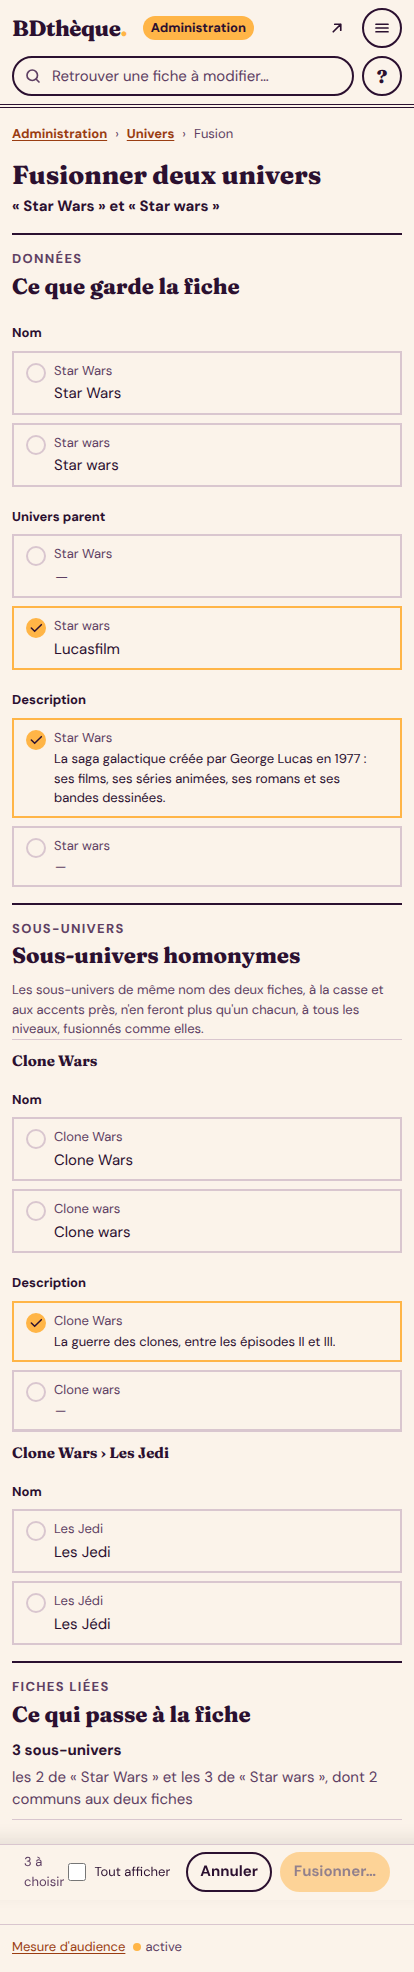 BDthèque.
Administration
Retrouver une fiche à modifier…
?
Administration › Univers › Fusion
Fusionner deux univers
« Star Wars » et « Star wars »
DONNÉES
Ce que garde la fiche
Nom
Star Wars
Star Wars
Star wars
Star wars
Univers parent
Star Wars
—
Star wars
Lucasfilm
Description
Star Wars
La saga galactique créée par George Lucas en 1977 :
ses films, ses séries animées, ses romans et ses
bandes dessinées.
Star wars
—
SOUS-UNIVERS
Sous-univers homonymes
Les sous-univers de même nom des deux fiches, à la casse et
aux accents près, n'en feront plus qu'un chacun, à tous les
niveaux, fusionnés comme elles.
Clone Wars
Nom
Clone Wars
Clone Wars
Clone wars
Clone wars
Description
Clone Wars
La guerre des clones, entre les épisodes II et III.
Clone wars
—
Clone Wars › Les Jedi
Nom
Les Jedi
Les Jedi
Les Jédi
Les Jédi
FICHES LIÉES
Ce qui passe à la fiche
3 sous-univers
les 2 de « Star Wars » et les 3 de « Star wars », dont 2
communs aux deux fiches
3 à
choisir
Tout afficher
Annuler
Fusionner…
Mesure d'audience
active